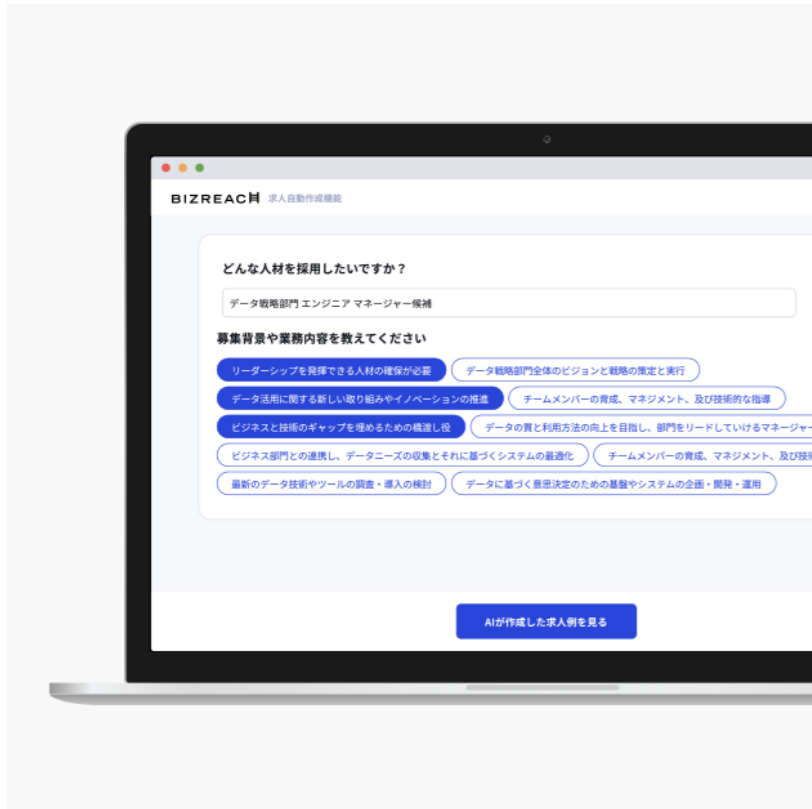 BIZREACH 求人自動作成機能
どんな人材を採用したいですか？
データ戦略部門 エンジニア マネージャー候補
募集背景や業務内容を教えてください
リーダーシップを発揮できる人材の確保が必要 データ戦略部門全体のビジョンと戦略の策定と実行
データ活用に関する新しい取り組みやイノベーションの推進 チームメンバーの育成、マネジメント、及び技術的な指導
ビジネスと技術のギャップを埋めるための橋渡し役 データの質と利用方法の向上を目指し、部門をリードしていけるマネージャー
ビジネス部門との連携し、データニーズの収集とそれに基づくシステムの最適化 チームメンバーの育成、マネジメント、及び技術
最新のデータ技術やツールの調査・導入の検討 データに基づく意思決定のための基盤やシステムの企画・開発・運用
AIが作成した求人例を見る